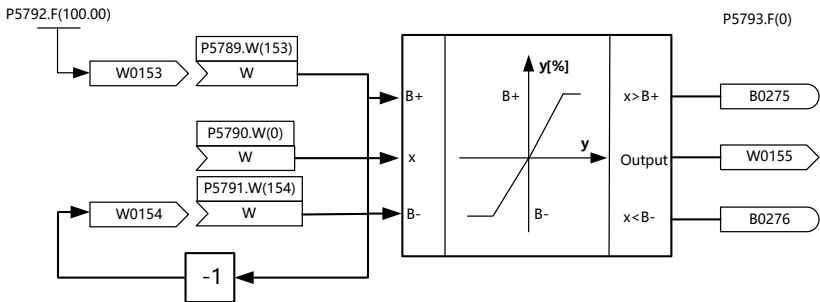 P5792.F(100.00)
P5793.F(0)
P5789.W(153)
W0153
W
y[%]
B+
B+
x>B+
B0275
P5790.W(0)
W
x
y
Output
W0155
P5791.W(154)
W0154
W
B-
B-
x<B-
B0276
-1